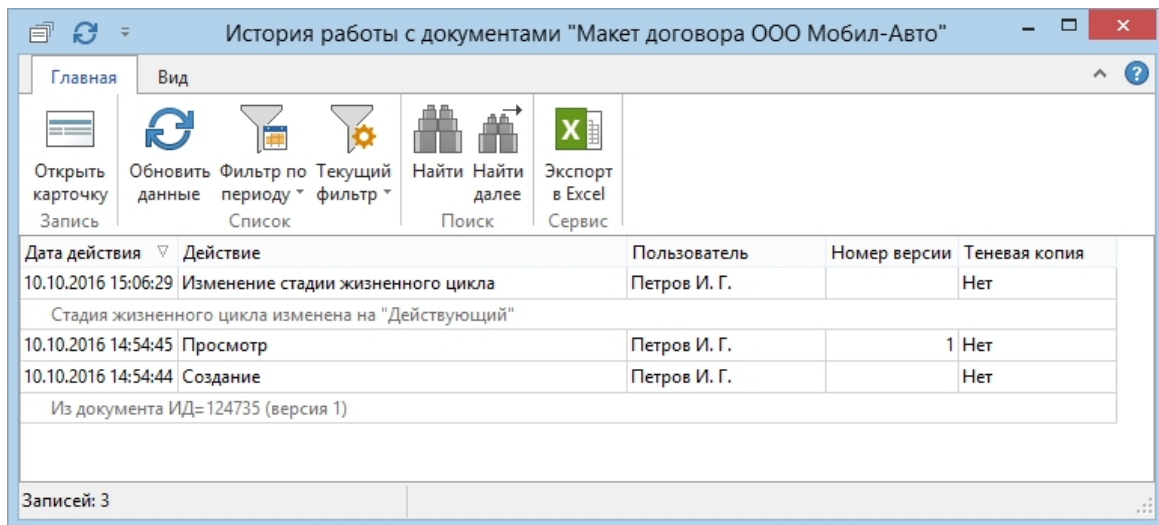 История работы с документами "Макет договора ООО Мобил-Авто"
Главная Вид
Открыть карточку
Обновить данные
Фильтр по периоду
Текущий фильтр
Найти
Найти далее
Экспорт в Excel
Запись Список Поиск Сервис
Дата действия Действие Пользователь Номер версии Теневая копия
10.10.2016 15:06:29 Изменение стадии жизненного цикла Петров И. Г. Нет
Стадия жизненного цикла изменена на "Действующий"
10.10.2016 14:54:45 Просмотр Петров И. Г. 1 Нет
10.10.2016 14:54:44 Создание Петров И. Г. Нет
Из документа ИД=124735 (версия 1)
Записей: 3